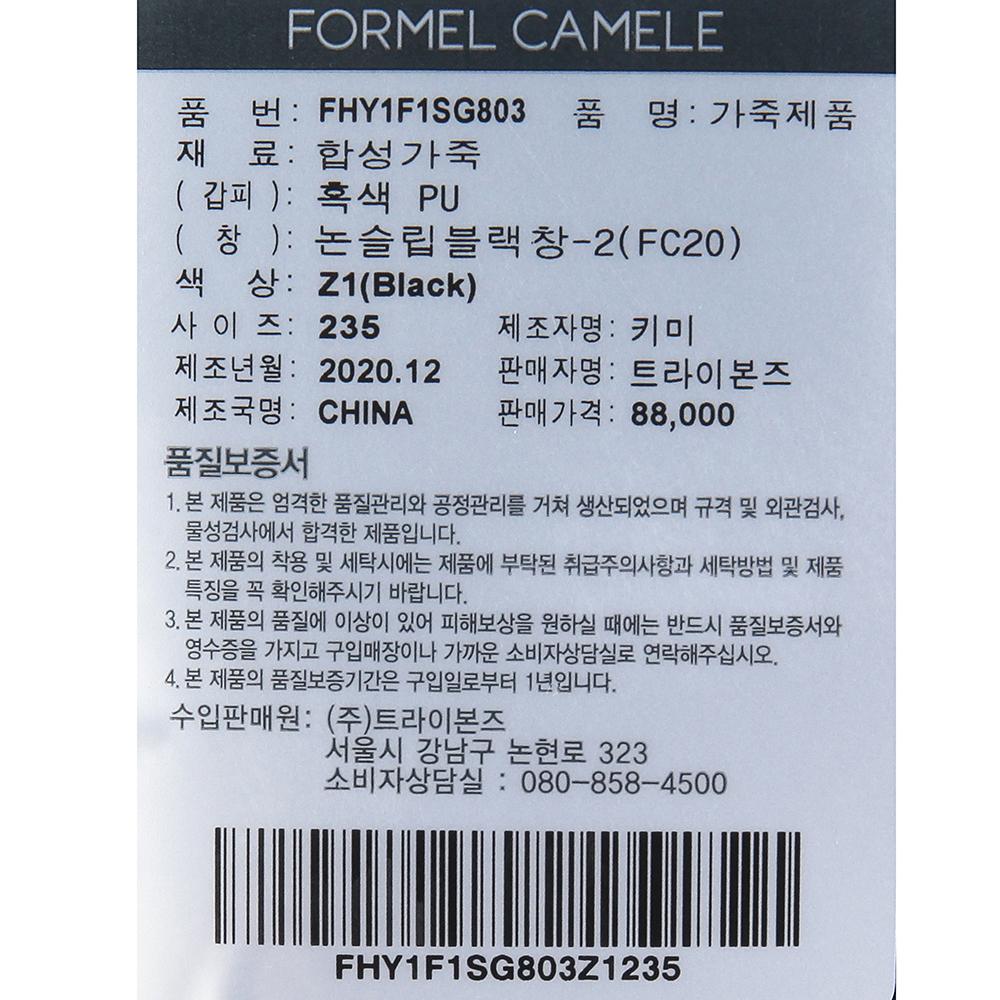 FORMEL CAMELE
품 번: FHY1F1SG803 품 명: 가죽제품
재 료: 합성가죽
( 갑피 ): 흑색 PU
( 창 ): 논슬립블랙창-2(FC20)
색 상: Z1(Black)
사 이 즈: 235 제조자명: 키미
제조년월: 2020.12 판매자명: 트라이본즈
제조국명: CHINA 판매가격: 88,000
품질보증서
1. 본 제품은 엄격한 품질관리와 공정관리를 거쳐 생산되었으며 규격 및 외관검사,
물성검사에서 합격한 제품입니다.
2. 본 제품의 착용 및 세탁시에는 제품에 부탁된 취급주의사항과 세탁방법 및 제품
특징을 꼭 확인해주시기 바랍니다.
3. 본 제품의 품질에 이상이 있어 피해보상을 원하실 때에는 반드시 품질보증서와
영수증을 가지고 구입매장이나 가까운 소비자상담실로 연락해주십시오.
4. 본 제품의 품질보증기간은 구입일로부터 1년입니다.
수입판매원: (주)트라이본즈
서울시 강남구 논현로 323
소비자상담실 : 080-858-4500
FHY1F1SG803Z1235